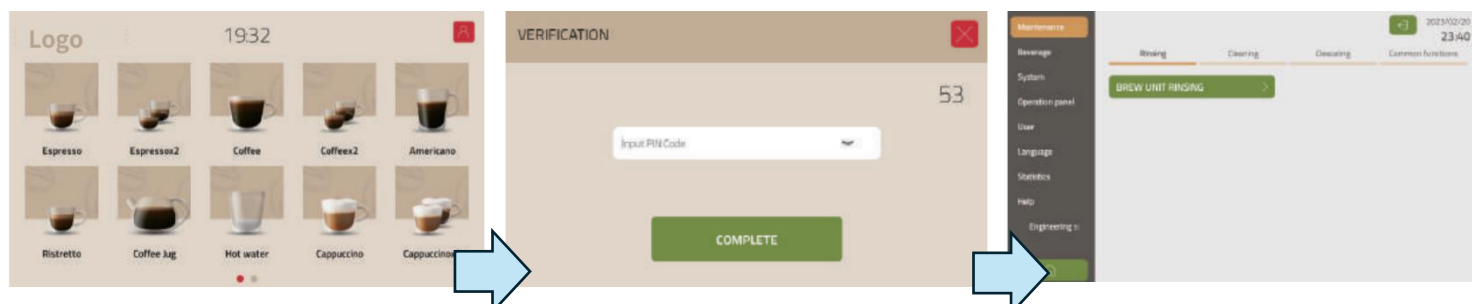 Logo
19:32
Espresso Espressox2 Coffee Coffeex2 Americano
Ristretto Coffee Jug Hot water Cappuccino
VERIFICATION
53
Input PIN Code
COMPLETE
2023/02/20
23:40
Maintenance
Beverage
System
Operation panel
User
Language
Statistics
Help
Engineering
Rinsing Cleaning Descaling Common functions
BREW UNIT RINSING